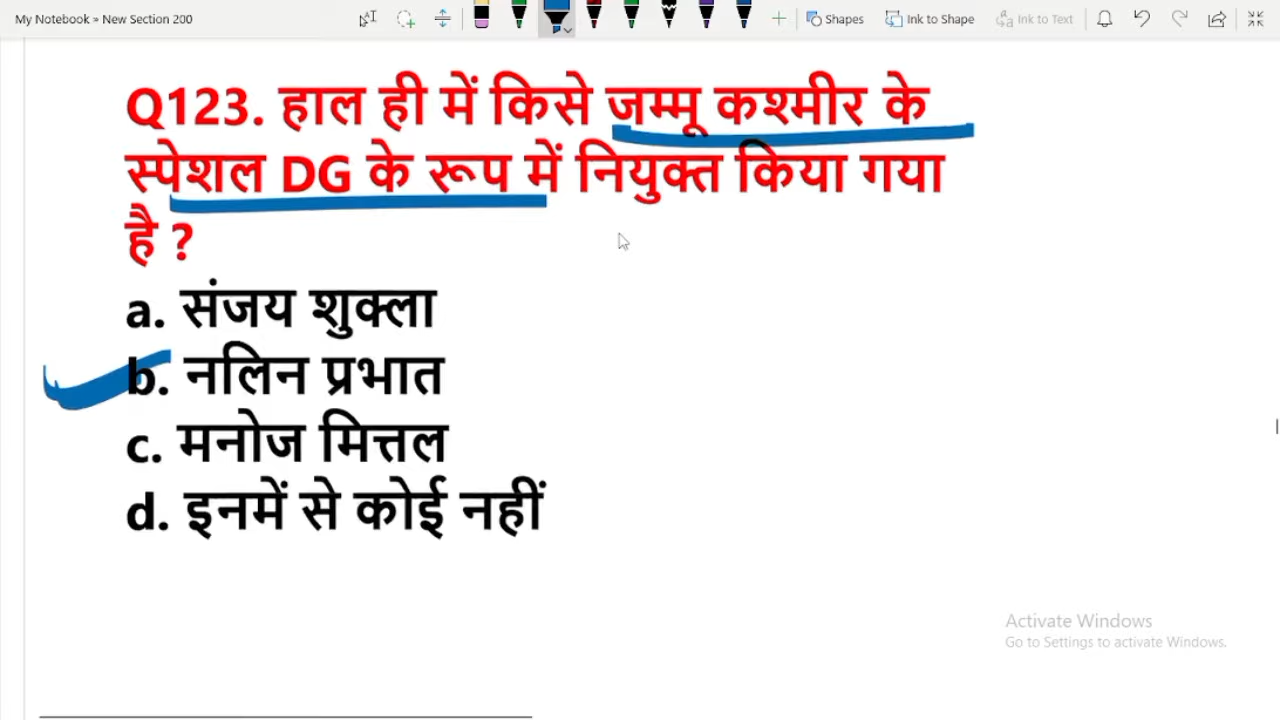 My Notebook » New Section 200
Shapes
Ink to Shape
Ink to Text
Q123. हाल ही में किसे जम्मू कश्मीर के
स्पेशल DG के रूप में नियुक्त किया गया
है ?
a. संजय शुक्ला
b. नलिन प्रभात
c. मनोज मित्तल
d. इनमें से कोई नहीं
Activate Windows
Go to Settings to activate Windows.